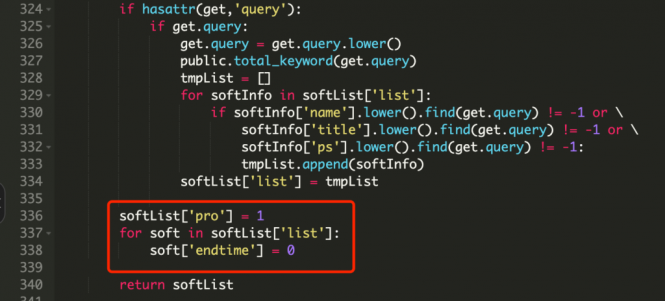 324 if hasattr(get,'query'):
325 if get.query:
326 get.query = get.query.lower()
327 public.total_keyword(get.query)
328 tmpList = []
329 for softInfo in softList['list']:
330 if softInfo['name'].lower().find(get.query) != -1 or \
331 softInfo['title'].lower().find(get.query) != -1 or \
332 softInfo['ps'].lower().find(get.query) != -1:
333 tmpList.append(softInfo)
334 softList['list'] = tmpList
335
336 softList['pro'] = 1
337 for soft in softList['list']:
338 soft['endtime'] = 0
339
340 return softList